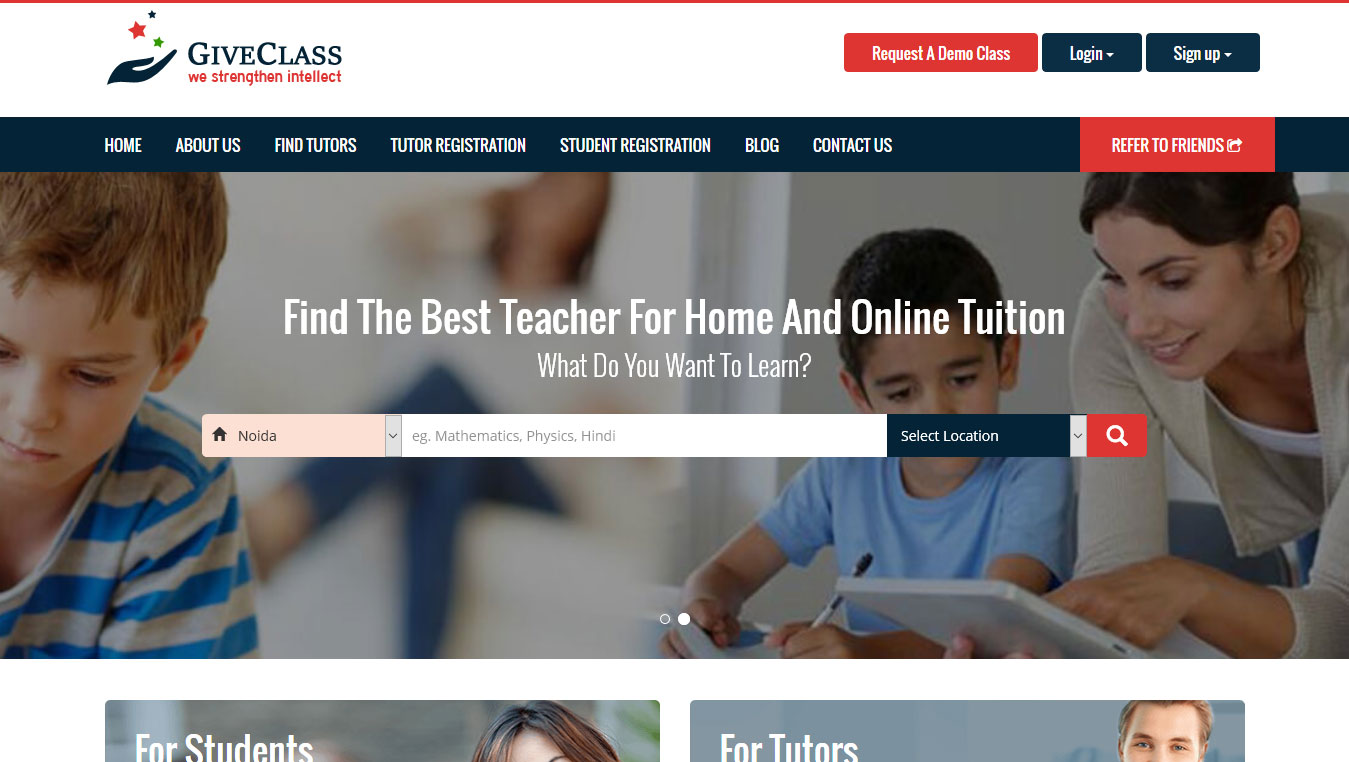 GIVECLASS
we strengthen intellect
Request A Demo Class
Login
Sign up
HOME
ABOUT US
FIND TUTORS
TUTOR REGISTRATION
STUDENT REGISTRATION
BLOG
CONTACT US
REFER TO FRIENDS
Find The Best Teacher For Home And Online Tuition
What Do You Want To Learn?
Noida
eg. Mathematics, Physics, Hindi
Select Location
For Students
For Tutors